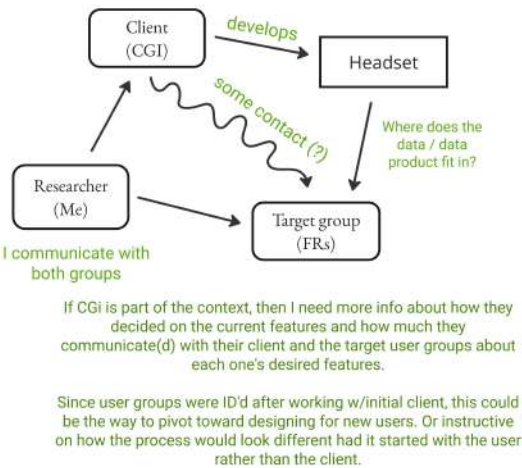 Client
(CGI)
develops
Headset
some contact (?)
Where does the
data / data
product fit in?
Researcher
(Me)
Target group
(FRs)
I communicate with
both groups
If CGi is part of the context, then I need more info about how they
decided on the current features and how much they
communicate(d) with their client and the target user groups about
each one's desired features.
Since user groups were ID'd after working w/initial client, this could
be the way to pivot toward designing for new users. Or instructive
on how the process would look different had it started with the user
rather than the client.